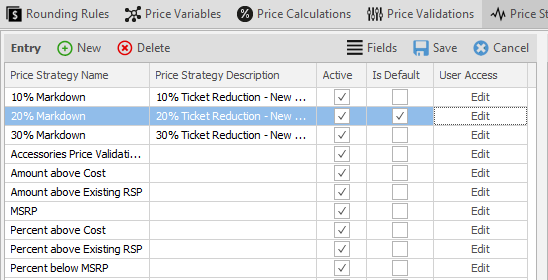 $ Rounding Rules Price Variables Price Calculations Price Validations Price St
Entry New Delete Fields Save Cancel
Price Strategy Name Price Strategy Description Active Is Default User Access
10% Markdown 10% Ticket Reduction - New ... Edit
20% Markdown 20% Ticket Reduction - New ... Edit
30% Markdown 30% Ticket Reduction - New ... Edit
Accessories Price Validati... Edit
Amount above Cost Edit
Amount above Existing RSP Edit
MSRP Edit
Percent above Cost Edit
Percent above Existing RSP Edit
Percent below MSRP Edit